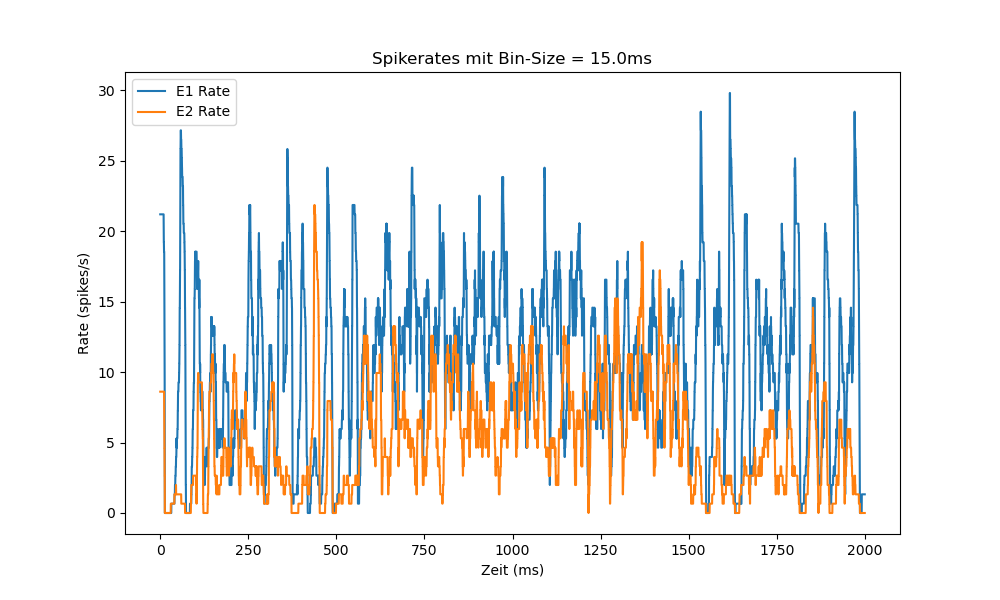 Spikerates mit Bin-Size = 15.0ms
E1 Rate
E2 Rate
30
25
20
15
10
5
0
Rate (spikes/s)
0 250 500 750 1000 1250 1500 1750 2000
Zeit (ms)